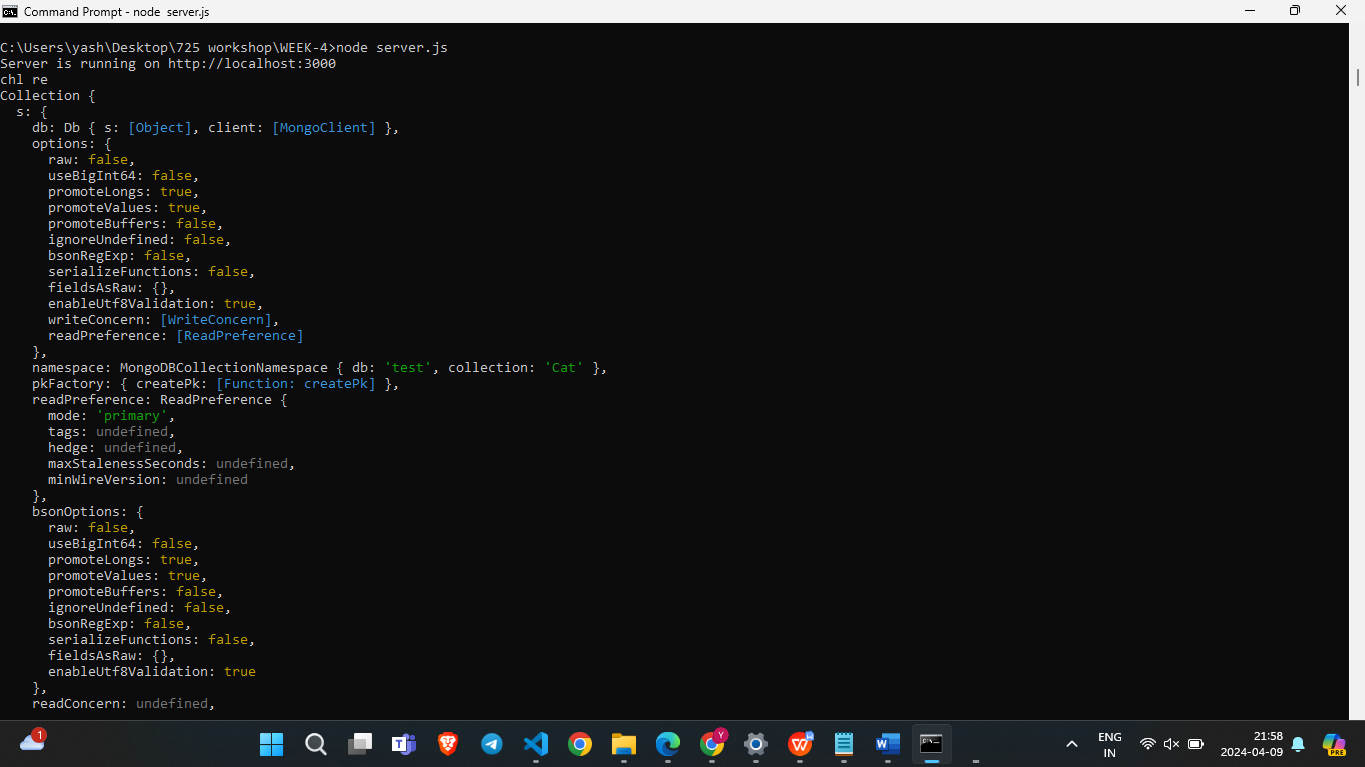 Command Prompt - node  server.js
C:\Users\yash\Desktop\725 workshop\WEEK-4>node server.js
Server is running on http://localhost:3000
chl re
Collection {
  s: {
    db: Db { s: [Object], client: [MongoClient] },
    options: {
      raw: false,
      useBigInt64: false,
      promoteLongs: true,
      promoteValues: true,
      promoteBuffers: false,
      ignoreUndefined: false,
      bsonRegExp: false,
      serializeFunctions: false,
      fieldsAsRaw: {},
      enableUtf8Validation: true,
      writeConcern: [WriteConcern],
      readPreference: [ReadPreference]
    },
    namespace: MongoDBCollectionNamespace { db: 'test', collection: 'Cat' },
    pkFactory: { createPk: [Function: createPk] },
    readPreference: ReadPreference {
      mode: 'primary',
      tags: undefined,
      hedge: undefined,
      maxStalenessSeconds: undefined,
      minWireVersion: undefined
    },
    bsonOptions: {
      raw: false,
      useBigInt64: false,
      promoteLongs: true,
      promoteValues: true,
      promoteBuffers: false,
      ignoreUndefined: false,
      bsonRegExp: false,
      serializeFunctions: false,
      fieldsAsRaw: {},
      enableUtf8Validation: true
    },
    readConcern: undefined,
1
Y
W
PRE
ENG
IN
21:58
2024-04-09